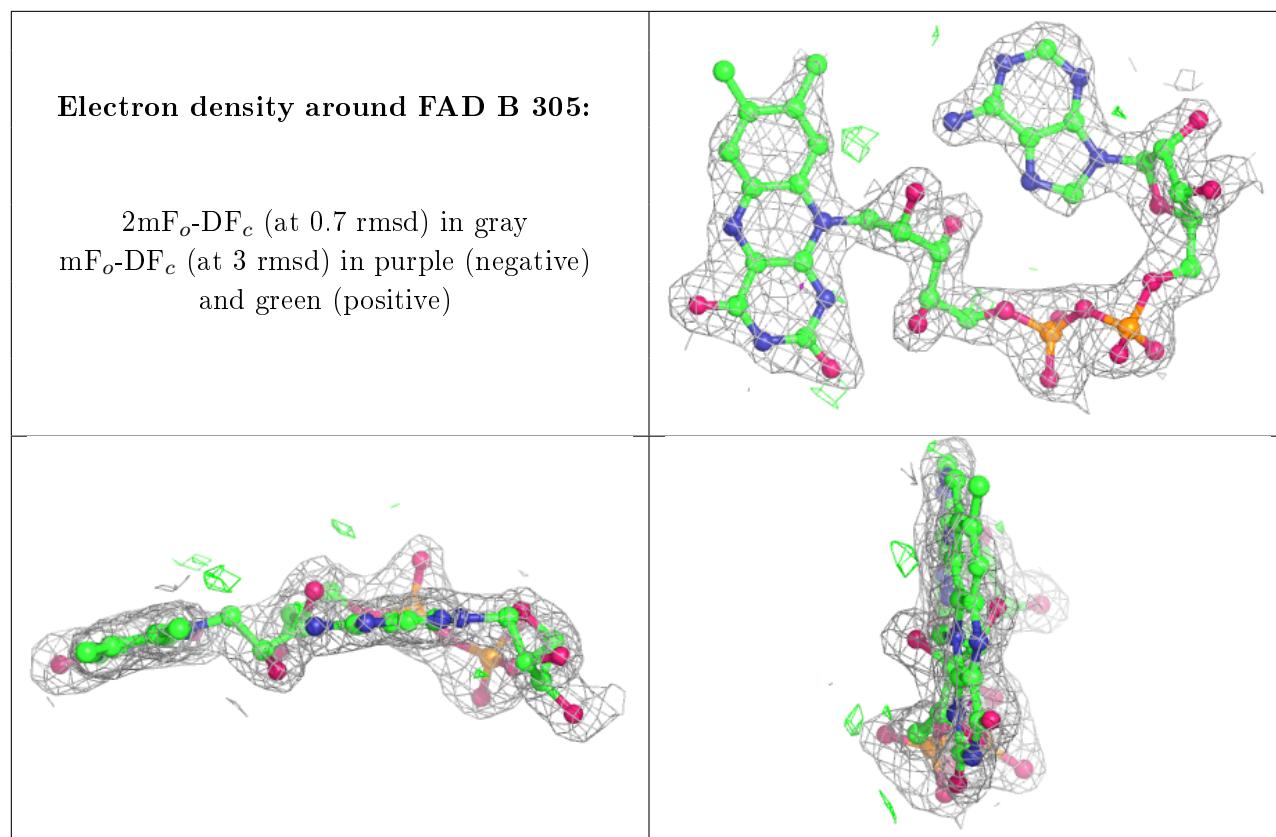 Electron density around FAD B 305:
2mFₒ-DF𝑐 (at 0.7 rmsd) in gray
mFₒ-DF𝑐 (at 3 rmsd) in purple (negative)
and green (positive)